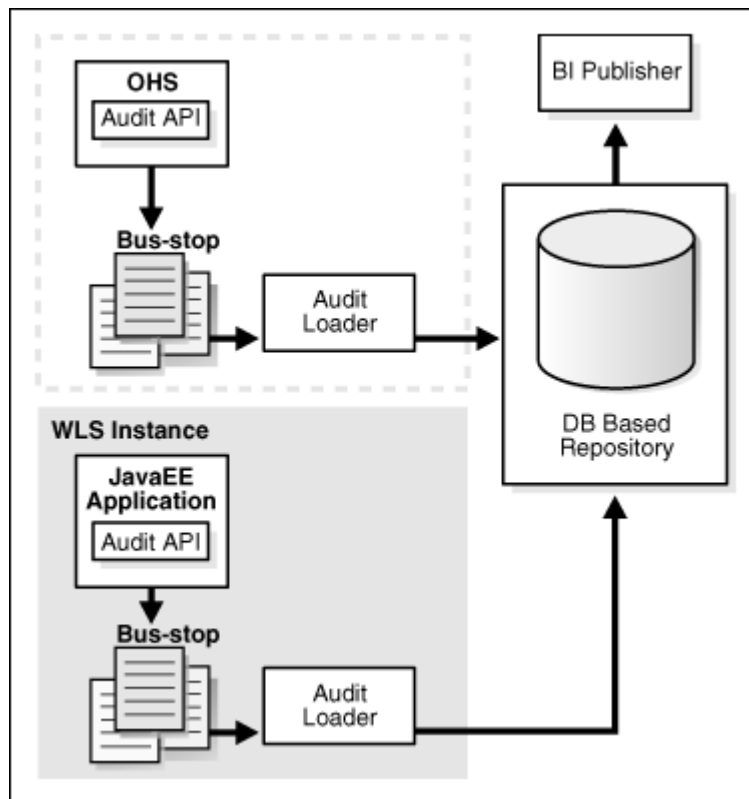 OHS
Audit API
Bus-stop
Audit
Loader
BI Publisher
DB Based
Repository
WLS Instance
JavaEE
Application
Audit API
Bus-stop
Audit
Loader